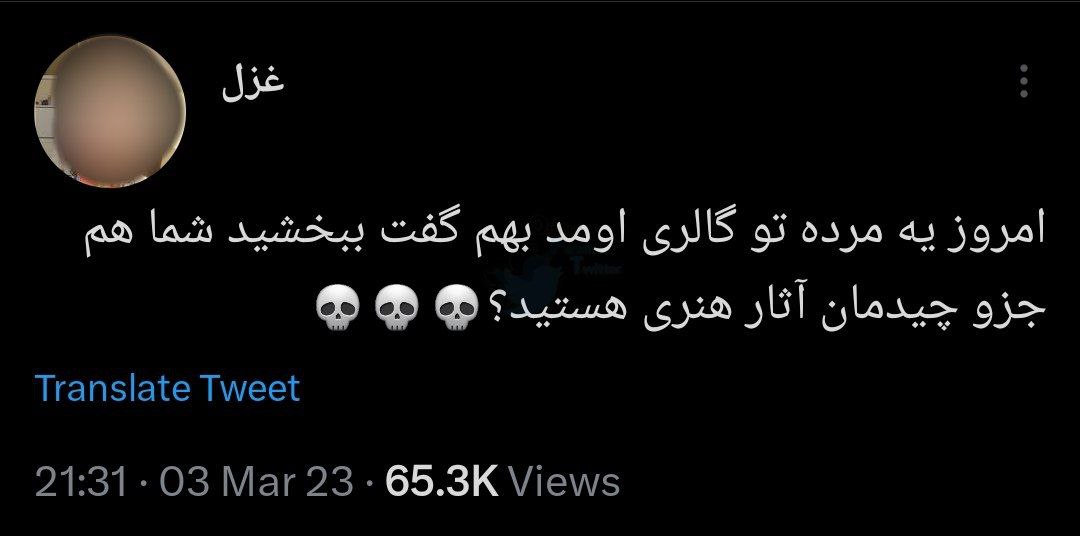 غزل
امروز یه مرده تو گالری اومد بهم گفت ببخشید شما هم
جزو چیدمان آثار هنری هستید؟💀💀💀
Twitter
Translate Tweet
21:31 · 03 Mar 23 · 65.3K Views